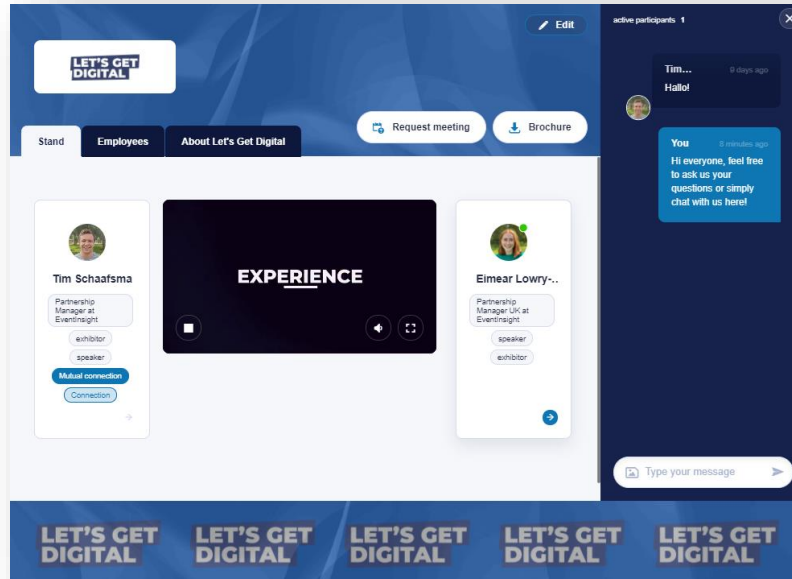 Edit
LET'S GET
DIGITAL
Request meeting
Brochure
Stand
Employees
About Let's Get Digital
Tim Schaafsma
Partnership
Manager at
EventInsight
exhibitor
speaker
Mutual connection
Connection
EXPERIENCE
Eimear Lowry-..
Partnership
Manager UK at
EventInsight
speaker
exhibitor
active participants 1
Tim... 9 days ago
Hallo!
You 8 minutes ago
Hi everyone, feel free
to ask us your
questions or simply
chat with us here!
Type your message
LET'S GET LET'S GET LET'S GET LET'S GET LET'S GET
DIGITAL DIGITAL DIGITAL DIGITAL DIGITAL